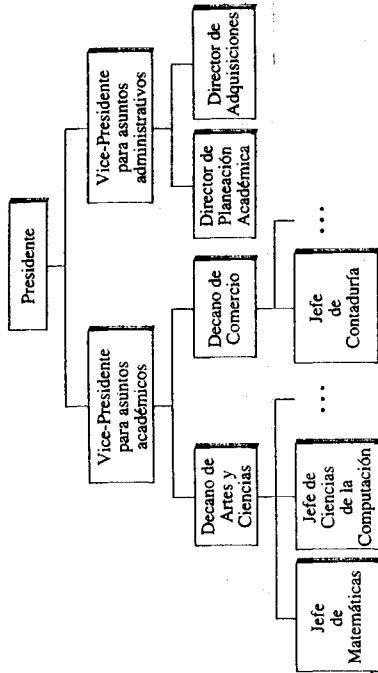 Presidente
Vice-Presidente
para asuntos
académicos
Vice-Presidente
para asuntos
administrativos
Decano de
Artes y
Ciencias
Decano de
Comercio
Director de
Planeación
Académica
Director de
Adquisiciones
Jefe
de
Matemáticas
Jefe de
Ciencias
de la
Computación
...
Jefe
de
Contaduría
...